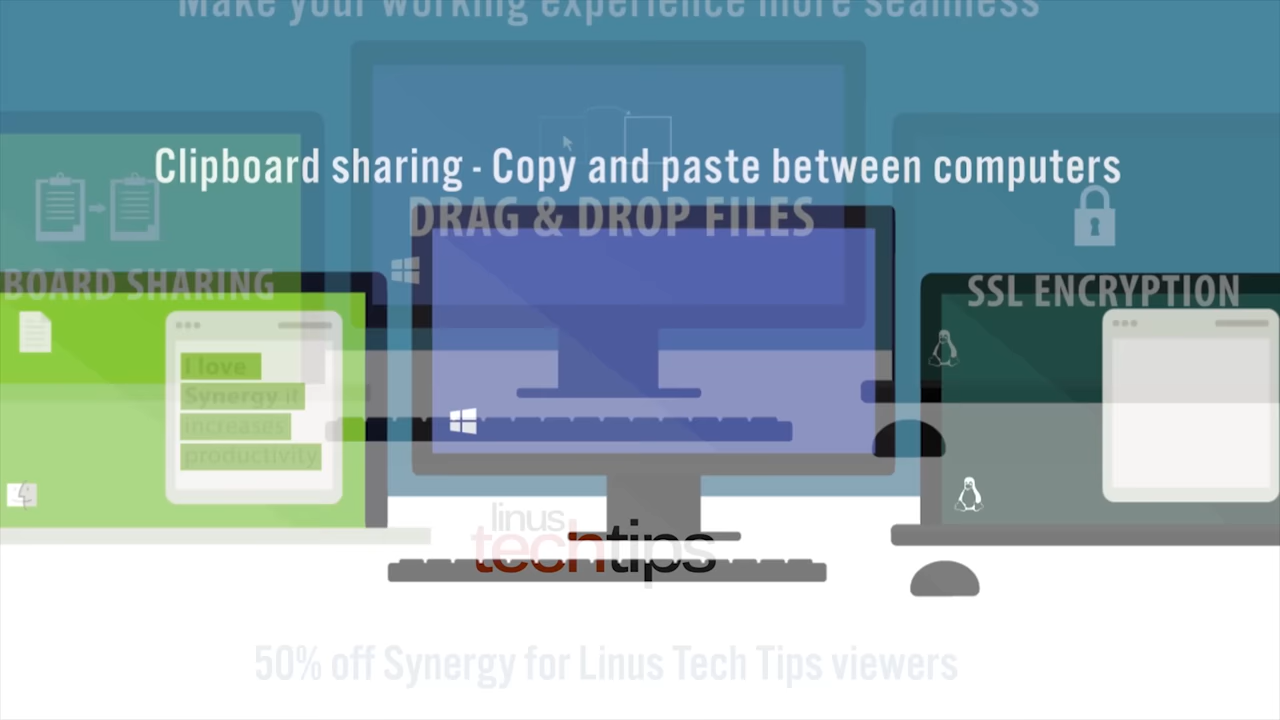 Make your working experience more seamless
Clipboard sharing - Copy and paste between computers
DRAG & DROP FILES
BOARD SHARING
SSL ENCRYPTION
I love
Synergy it
increases
productivity
linus
techtips
50% off Synergy for Linus Tech Tips viewers